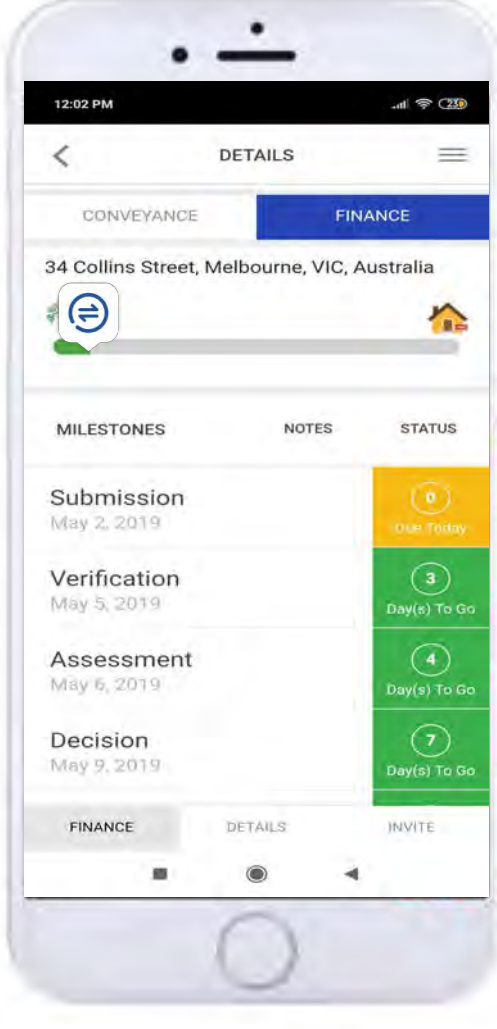 12:02 PM 23
DETAILS
CONVEYANCE FINANCE
34 Collins Street, Melbourne, VIC, Australia
MILESTONES NOTES STATUS
Submission 0
May 2, 2019 Due Today
Verification 3
May 5, 2019 Day(s) To Go
Assessment 4
May 6, 2019 Day(s) To Go
Decision 7
May 9, 2019 Day(s) To Go
FINANCE DETAILS INVITE